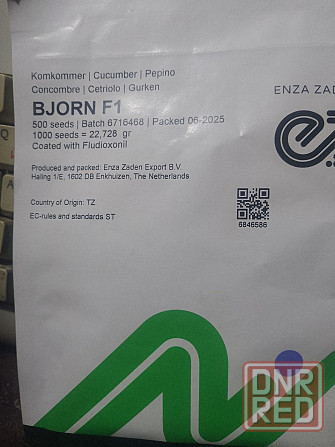 Komkommer | Cucumber | Pepino
Concombre | Cetriolo | Gurken
BJORN F1
500 seeds | Batch 6716468 | Packed 06-2025
1000 seeds = 22,728 gr
Coated with Fludioxonil
Produced and packed: Enza Zaden Export B.V.
Haling 1/E, 1602 DB Enkhuizen, The Netherlands
Country of Origin: TZ
EC-rules and standards ST
ENZA ZAD
6846586
DNR
RED